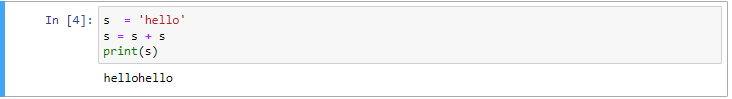 In [4]: s  = 'hello'
s = s + s
print(s)
hellohello